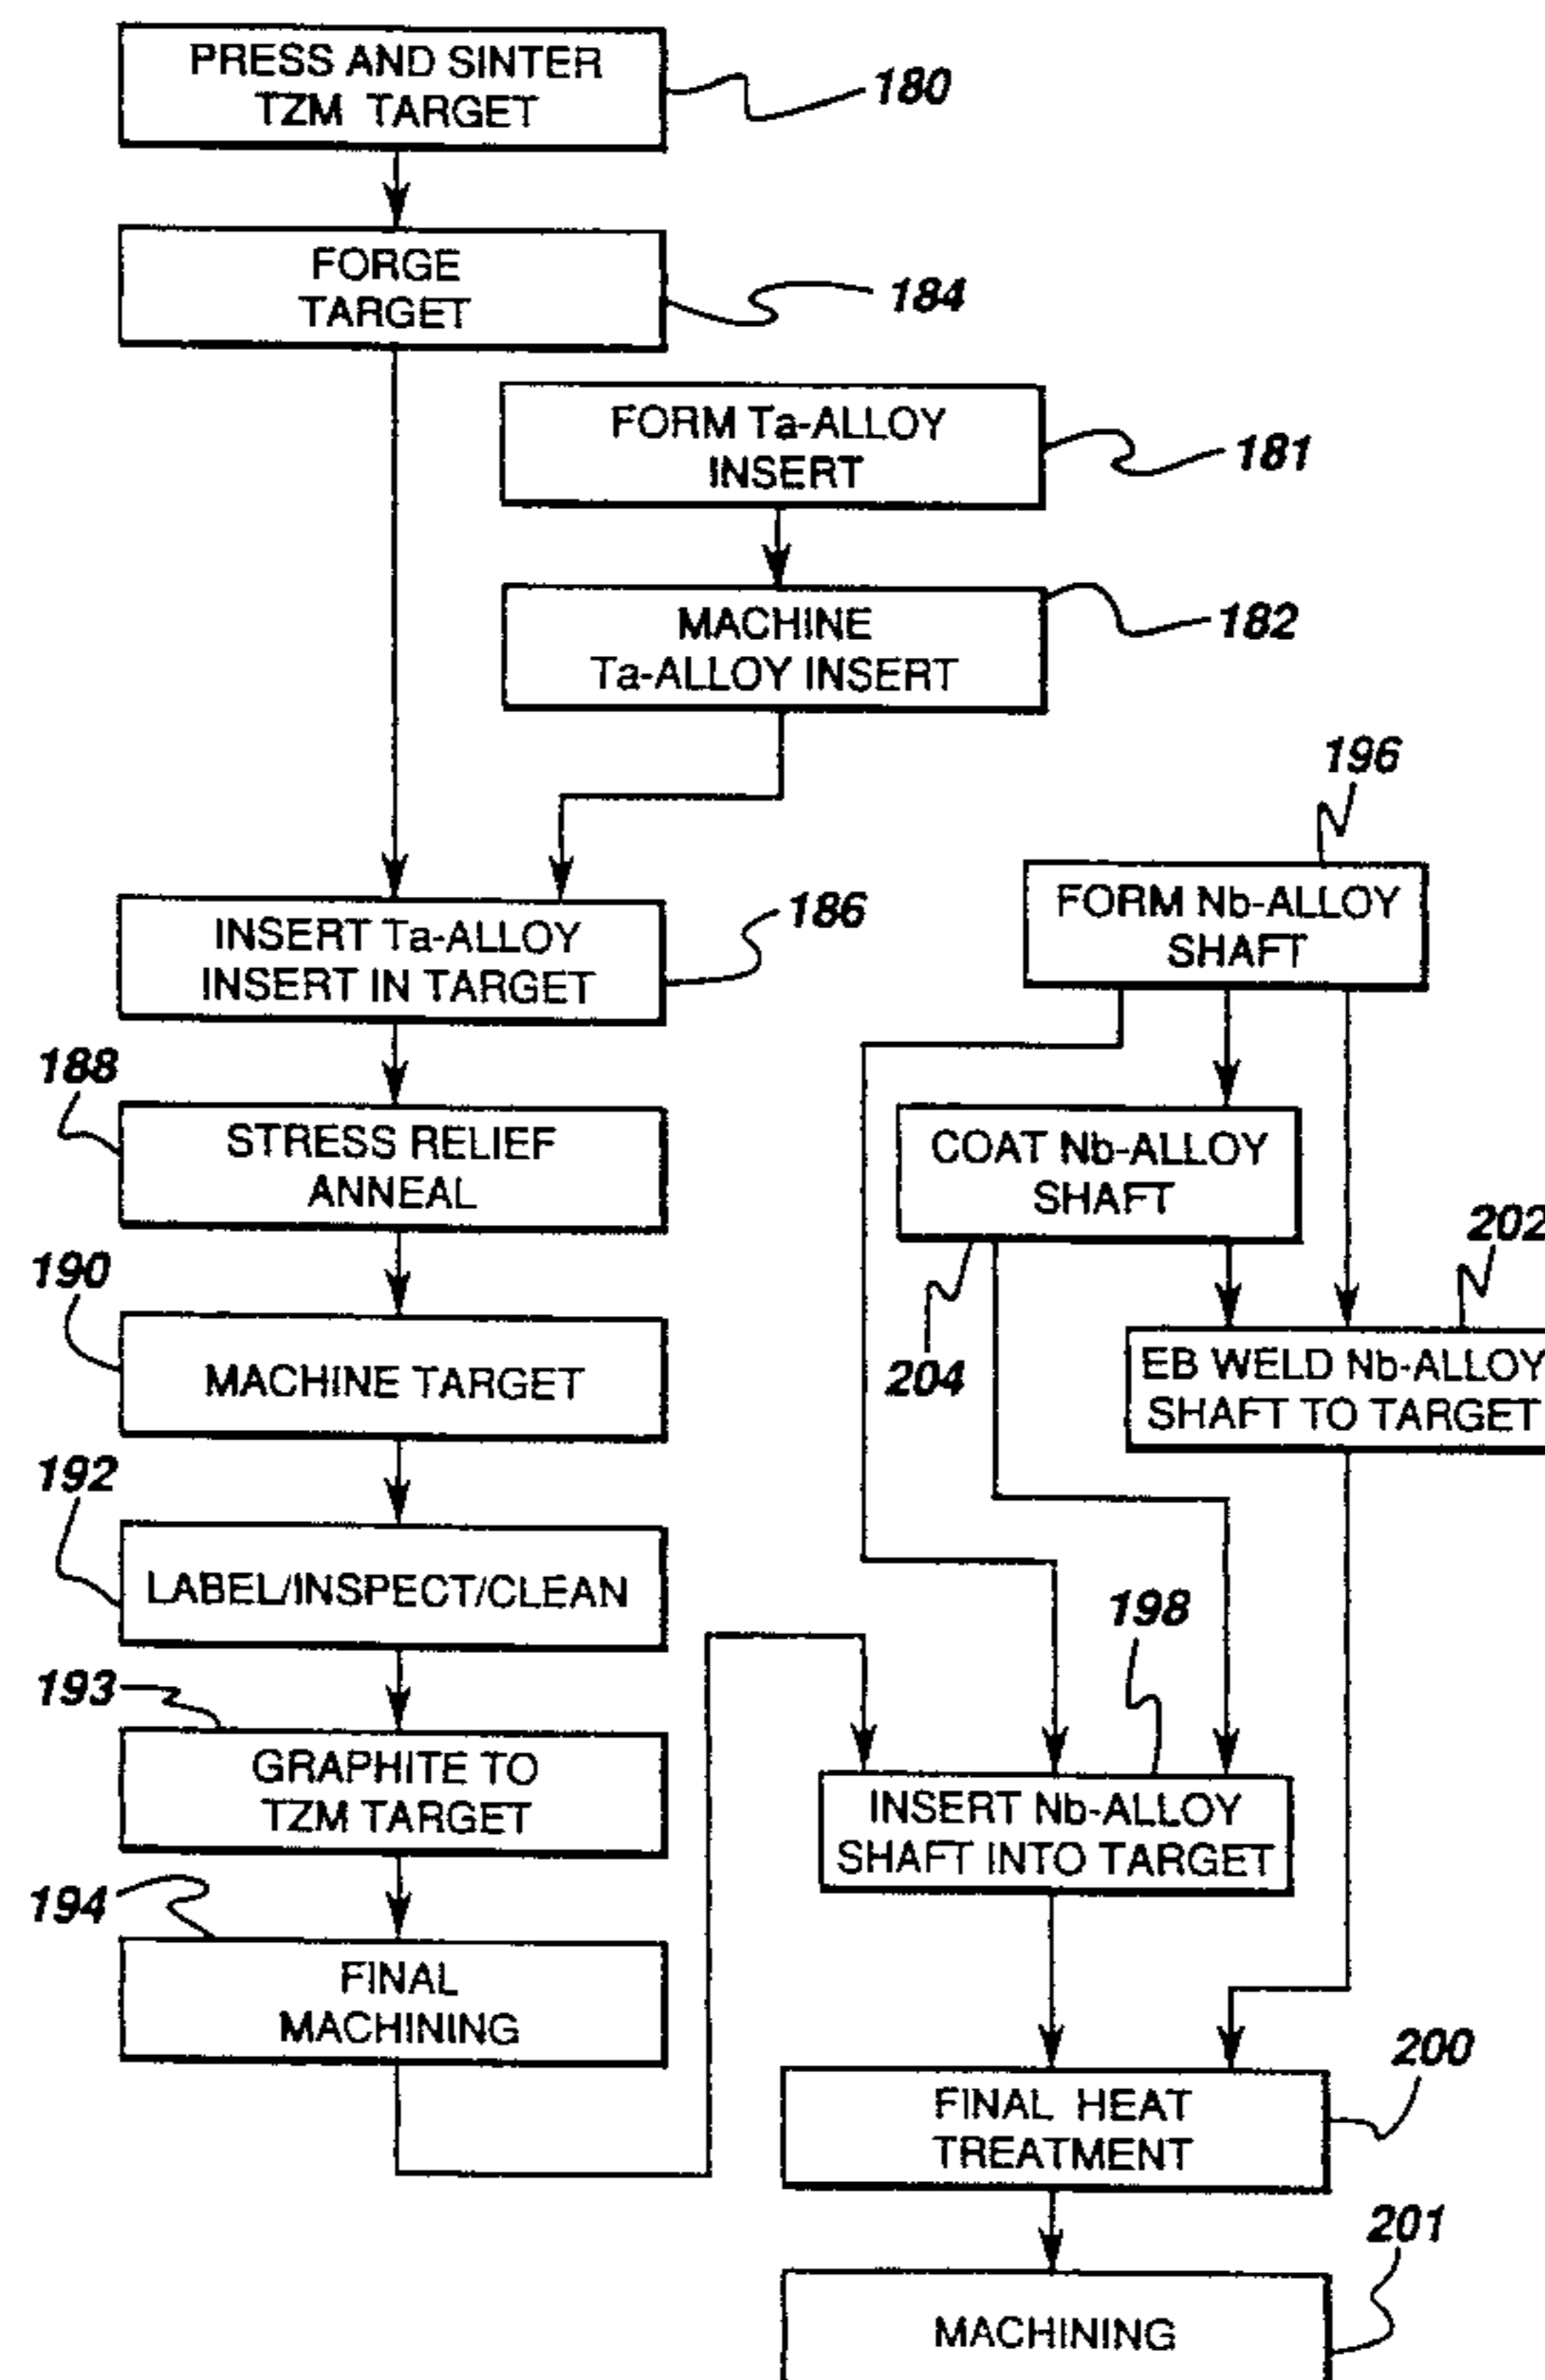 PRESS AND SINTER
TZM TARGET
180
FORGE
TARGET
184
FORM Ta-ALLOY
INSERT
181
MACHINE
Ta-ALLOY INSERT
182
196
FORM Nb-ALLOY
SHAFT
INSERT Ta-ALLOY
INSERT IN TARGET
186
188
STRESS RELIEF
ANNEAL
COAT Nb-ALLOY
SHAFT
204
202
EB WELD Nb-ALLOY
SHAFT TO TARGET
190
MACHINE TARGET
192
LABEL/INSPECT/CLEAN
193
GRAPHITE TO
TZM TARGET
194
FINAL
MACHINING
198
INSERT Nb-ALLOY
SHAFT INTO TARGET
200
FINAL HEAT
TREATMENT
201
MACHINING